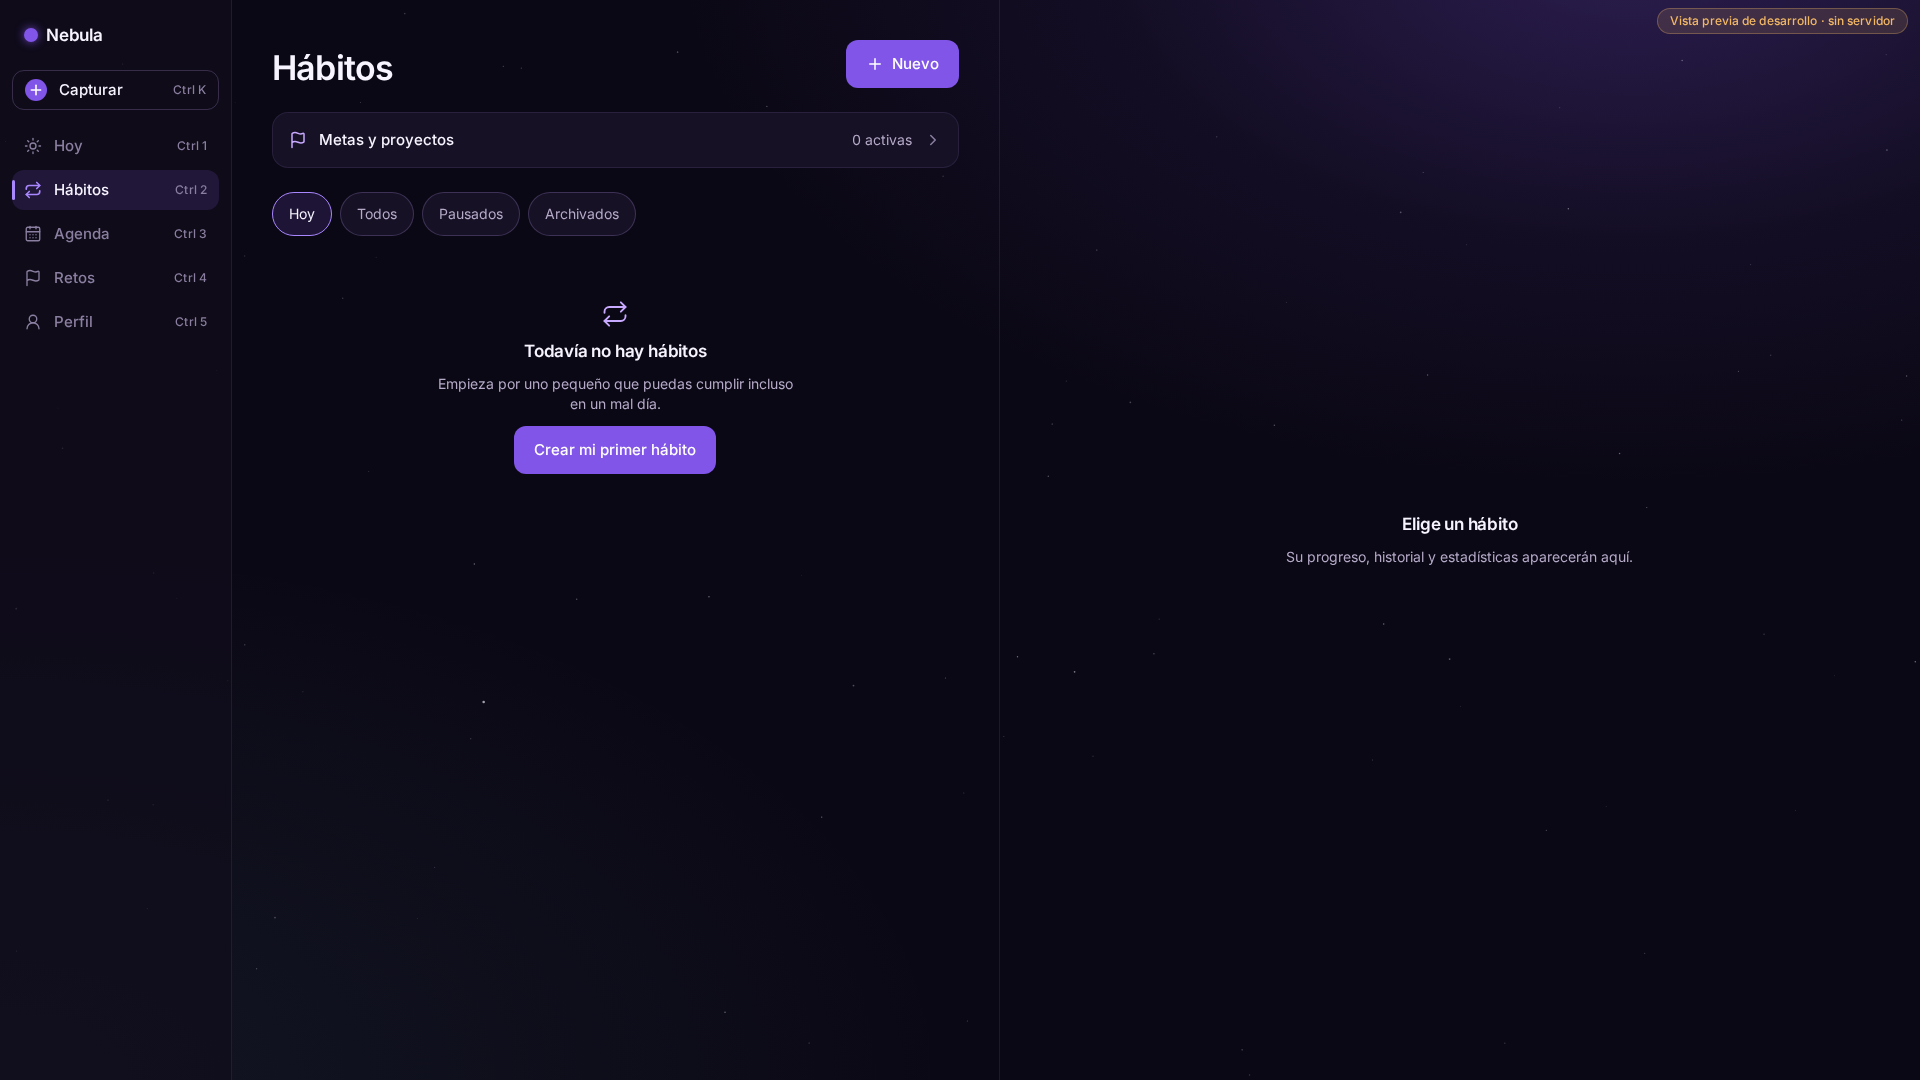 Nebula
Capturar Ctrl K
Hoy Ctrl 1
Hábitos Ctrl 2
Agenda Ctrl 3
Retos Ctrl 4
Perfil Ctrl 5
Hábitos
Nuevo
Metas y proyectos 0 activas
Hoy Todos Pausados Archivados
Todavía no hay hábitos
Empieza por uno pequeño que puedas cumplir incluso
en un mal día.
Crear mi primer hábito
Vista previa de desarrollo · sin servidor
Elige un hábito
Su progreso, historial y estadísticas aparecerán aquí.